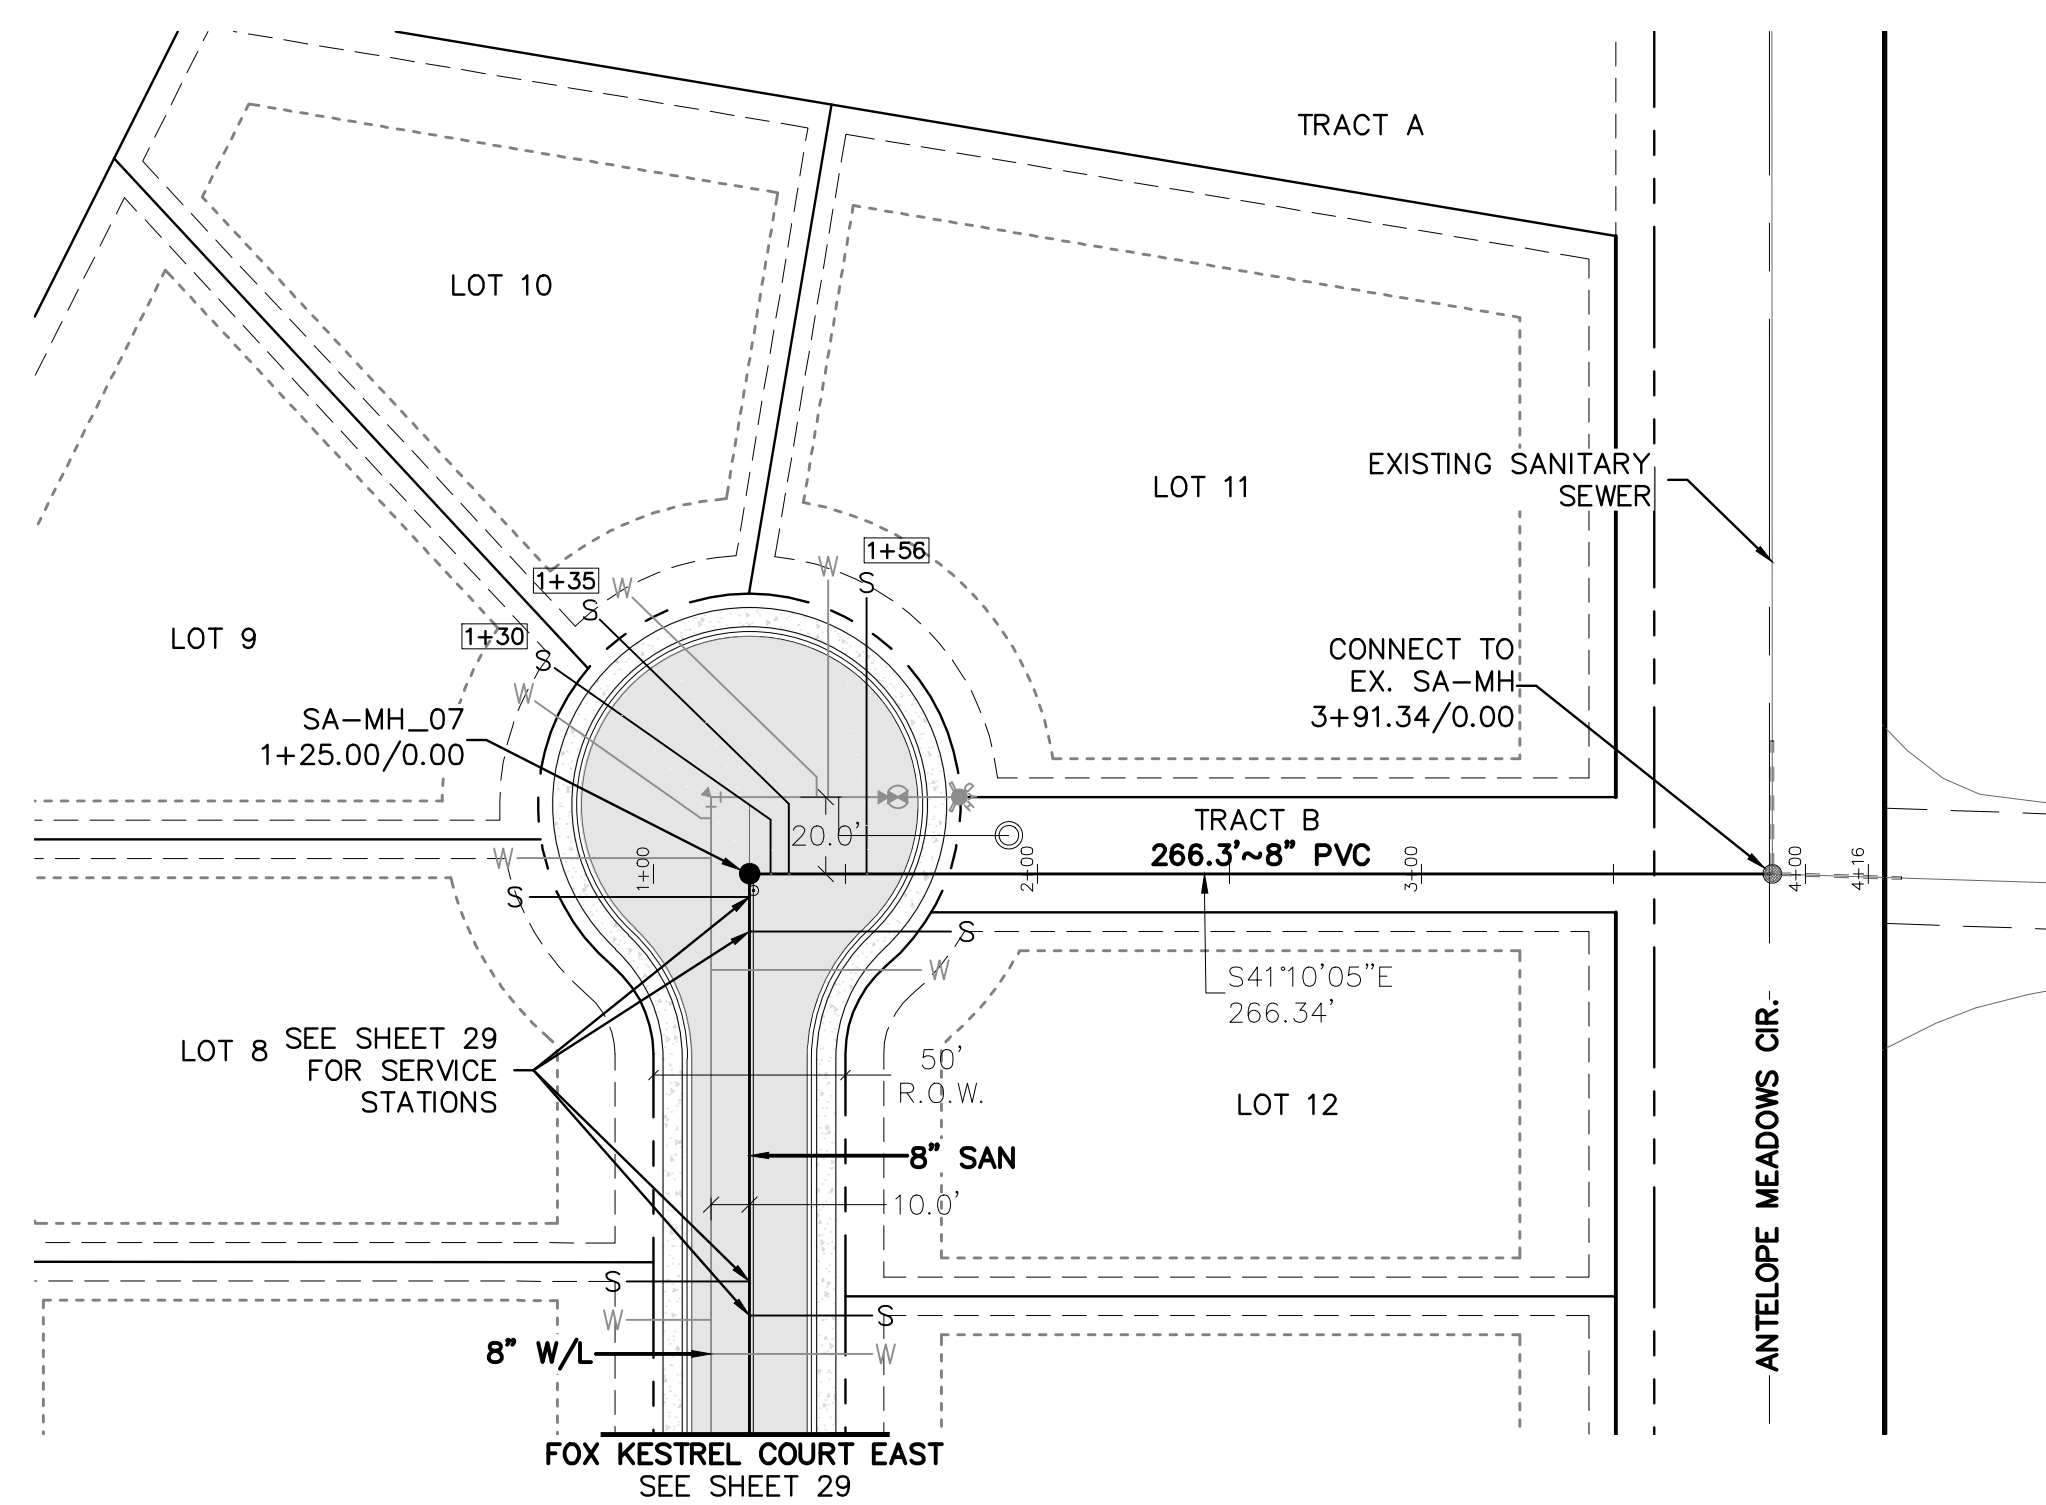 TRACT A
LOT 10
EXISTING SANITARY
SEWER
LOT 11
1+56
W
S
1+35
W
S
1+30
S
W
LOT 9
CONNECT TO
EX. SA-MH
3+91.34/0.00
SA-MH_07
1+25.00/0.00
20.0'
TRACT B
266.3'~8" PVC
1+00
2+00
3+00
4+00
4+16
W
S
S
W
S41°10'05"E
266.34'
LOT 8
SEE SHEET 29
FOR SERVICE
STATIONS
50'
R.O.W.
LOT 12
ANTELOPE MEADOWS CIR.
8" SAN
10.0'
S
W
S
8" W/L
W
FOX KESTREL COURT EAST
SEE SHEET 29